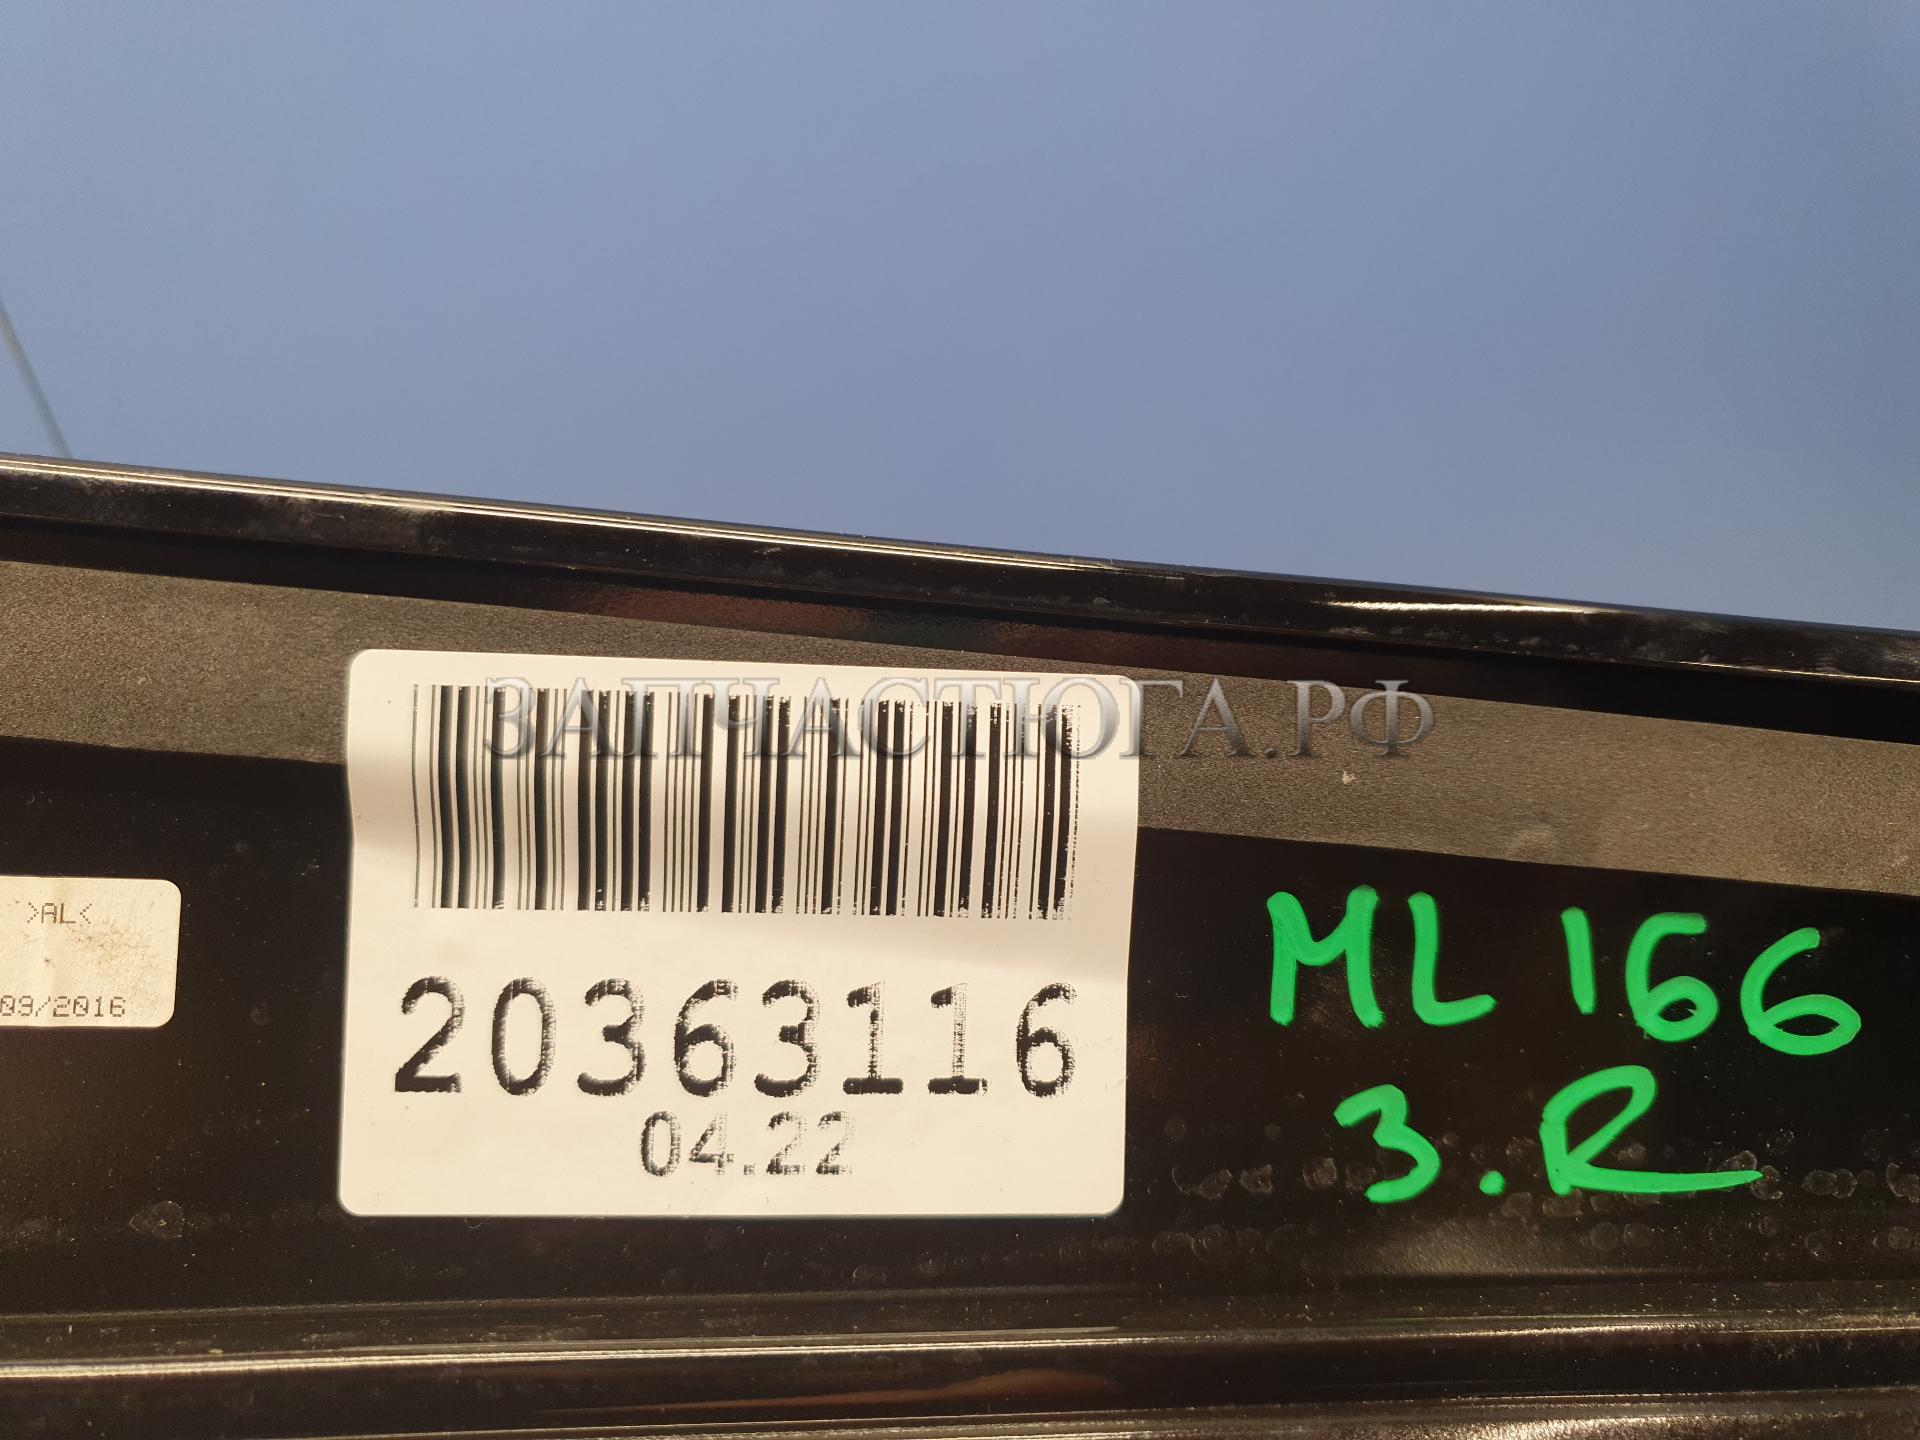 ЗАПЧАСТЮГА.РФ
>AL<
09/2016
20363116
04.22
ML 166
3.R